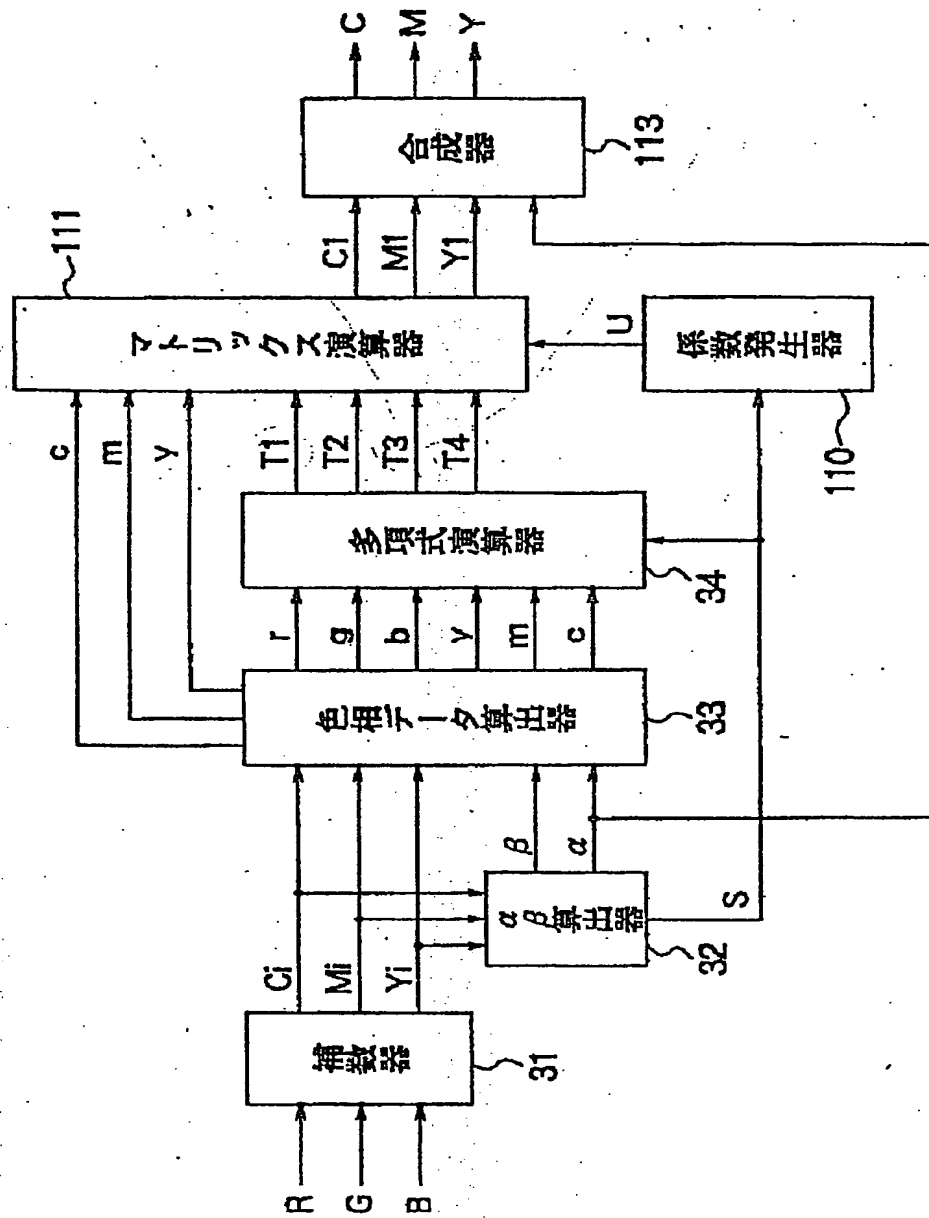 R
G
B
補数器
31
Ci
Mi
Yi
αβ算出器
32
β
α
S
色相データ算出器
33
r
g
b
y
m
c
多項式演算器
34
c
m
y
T1
T2
T3
T4
マトリックス演算器
111
U
係数発生器
110
C1
M1
Y1
合成器
113
C
M
Y